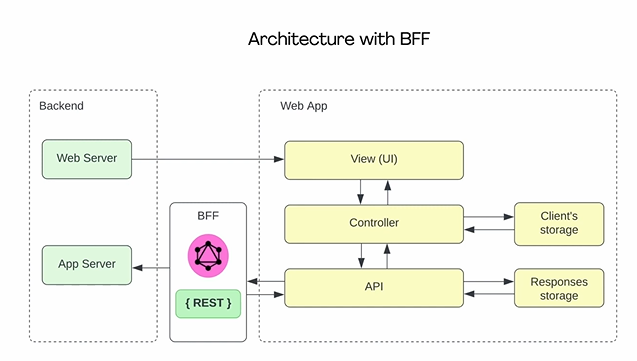 Architecture with BFF
Backend
Web App
Web Server
View (UI)
BFF
Controller
Client's
storage
App Server
{ REST }
API
Responses
storage